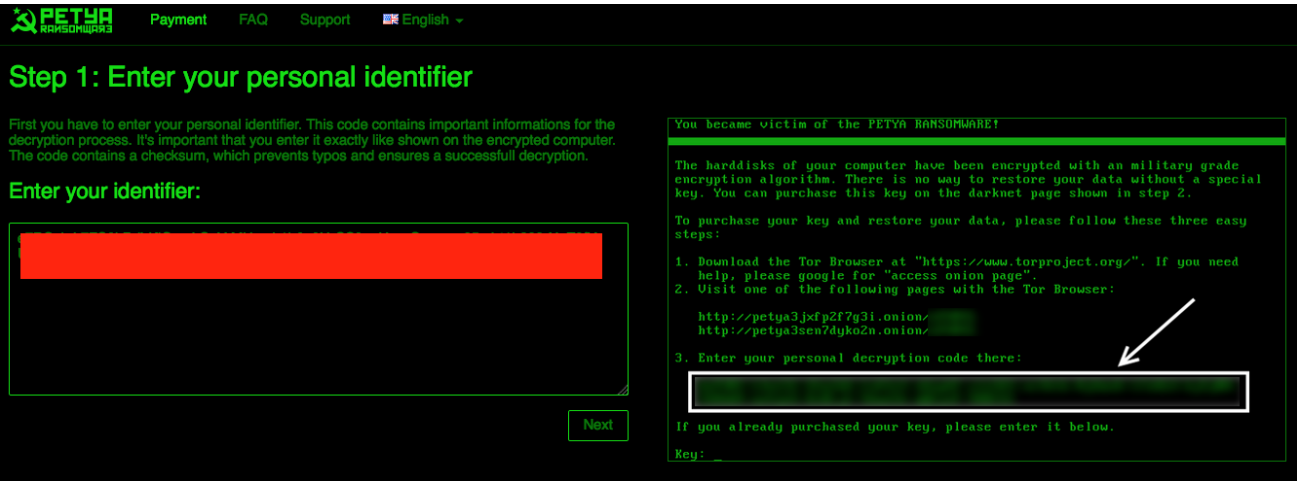 PETYA
RANSOMWAR3
Payment FAQ Support English
Step 1: Enter your personal identifier
First you have to enter your personal identifier. This code contains important informations for the
decryption process. It's important that you enter it exactly like shown on the encrypted computer.
The code contains a checksum, which prevents typos and ensures a successfull decryption.
Enter your identifier:
Next
You became victim of the PETYA RANSOMWARE!
The harddisks of your computer have been encrypted with an military grade
encryption algorithm. There is no way to restore your data without a special
key. You can purchase this key on the darknet page shown in step 2.
To purchase your key and restore your data, please follow these three easy
steps:
1. Download the Tor Browser at "https://www.torproject.org/". If you need
help, please google for "access onion page".
2. Visit one of the following pages with the Tor Browser:
http://petya3jxfp2f7g3i.onion/
http://petya3sen7dyko2n.onion/
3. Enter your personal decryption code there:
If you already purchased your key, please enter it below.
Key: _